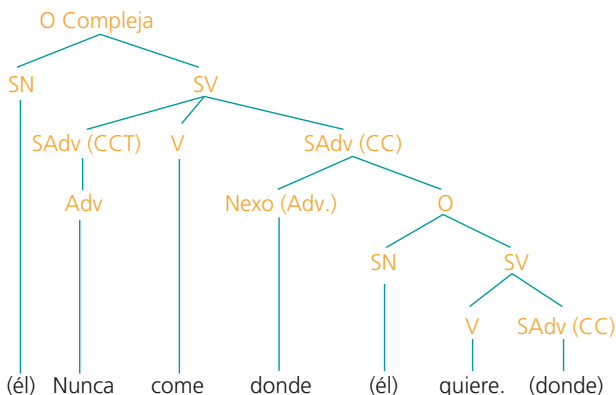 O Compleja
SN SV
SAdv (CCT) V SAdv (CC)
Adv Nexo (Adv.) O
SN SV
V SAdv (CC)
(él) Nunca come donde (él) quiere. (donde)